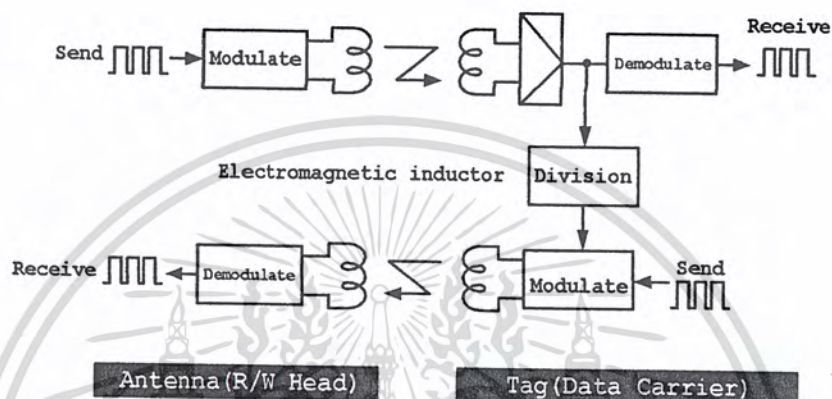 Send
Modulate
Demodulate
Receive
Electromagnetic inductor
Division
Receive
Demodulate
Modulate
Send
Antenna(R/W Head)
Tag(Data Carrier)